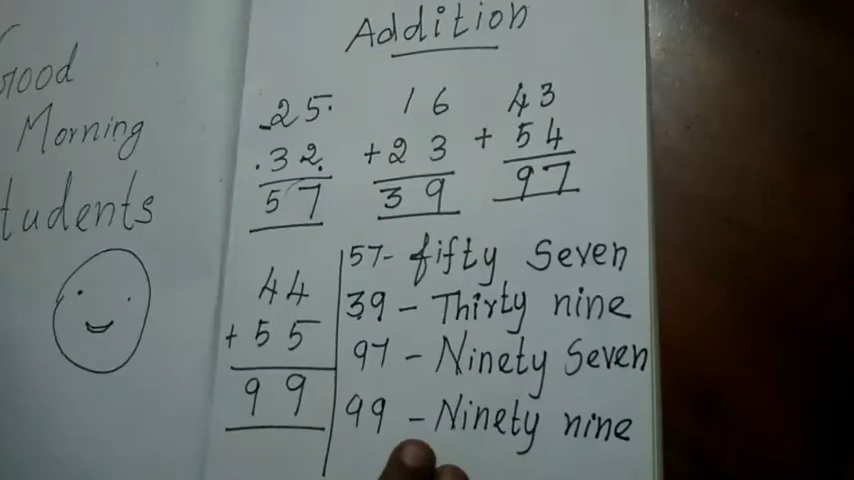 Good
Morning
Students
Addition
25 16 43
32 +23 + 54
57 39 97
44
+ 55
99
57- fifty seven
39 - Thirty nine
97 - Ninety Seven
99 - Ninety nine